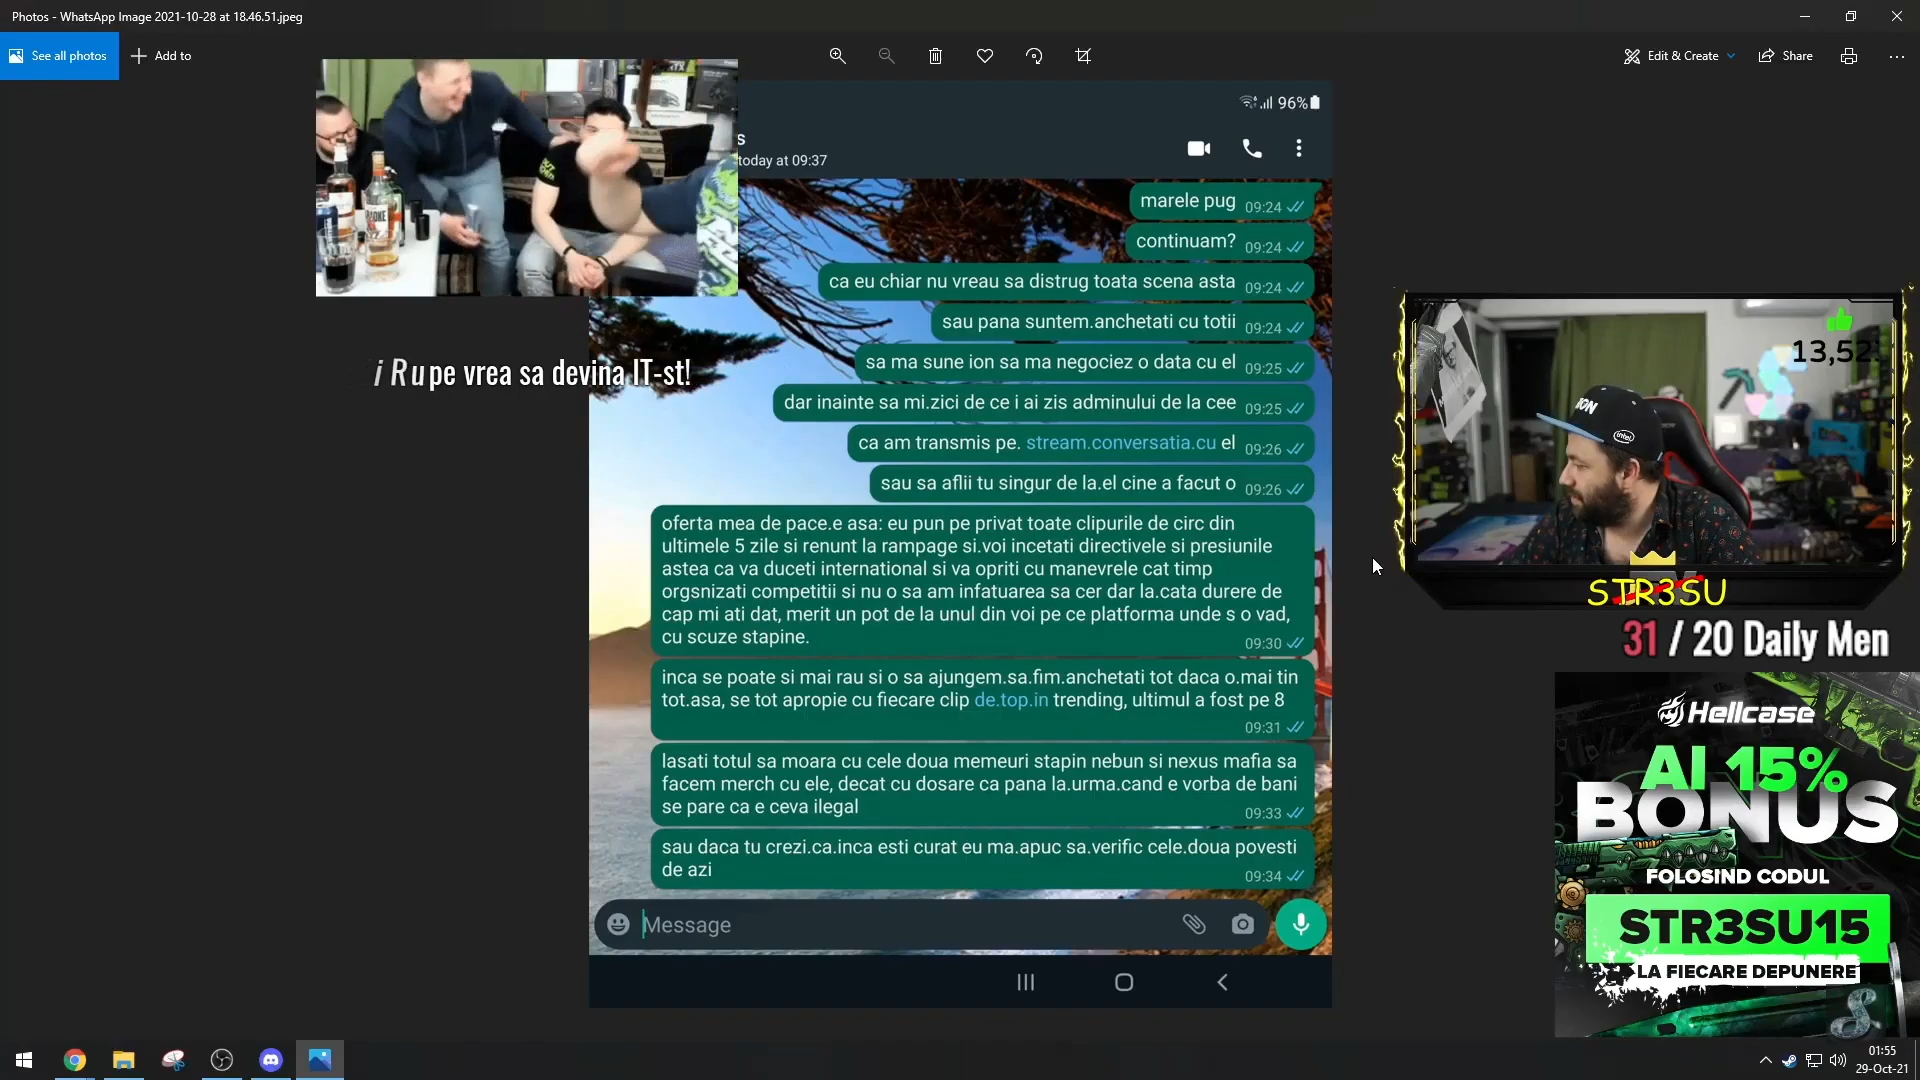 Photos - WhatsApp Image 2021-10-28 at 18.46.51.jpeg
See all photos
Add to
Edit & Create
Share
96%
s
today at 09:37
marele pug 09:24
continuam? 09:24
ca eu chiar nu vreau sa distrug toata scena asta 09:24
sau pana suntem.anchetati cu totii 09:24
sa ma sune ion sa ma negociez o data cu el 09:25
dar inainte sa mi.zici de ce i ai zis adminului de la cee 09:25
ca am transmis pe. stream.conversatia.cu el 09:26
sau sa aflii tu singur de la.el cine a facut o 09:26
oferta mea de pace.e asa: eu pun pe privat toate clipurile de circ din
ultimele 5 zile si renunt la rampage si.voi incetati directivele si presiunile
astea ca va duceti international si va opriti cu manevrele cat timp
orgsnizati competitii si nu o sa am infatuarea sa cer dar la.cata durere de
cap mi ati dat, merit un pot de la unul din voi pe ce platforma unde s o vad,
cu scuze stapine.
09:30
inca se poate si mai rau si o sa ajungem.sa.fim.anchetati tot daca o.mai tin
tot.asa, se tot apropie cu fiecare clip de.top.in trending, ultimul a fost pe 8
09:31
lasati totul sa moara cu cele doua memeuri stapin nebun si nexus mafia sa
facem merch cu ele, decat cu dosare ca pana la.urma.cand e vorba de bani
se pare ca e ceva ilegal
09:33
sau daca tu crezi.ca.inca esti curat eu ma.apuc sa.verific cele.doua povesti
de azi
09:34
Message
i Rupe vrea sa devina IT-st!
13,52
intel
STR3SU
31 / 20 Daily Men
Hellcase
AI 15%
BONUS
FOLOSIND CODUL
STR3SU15
LA FIECARE DEPUNERE
01:55
29-Oct-21